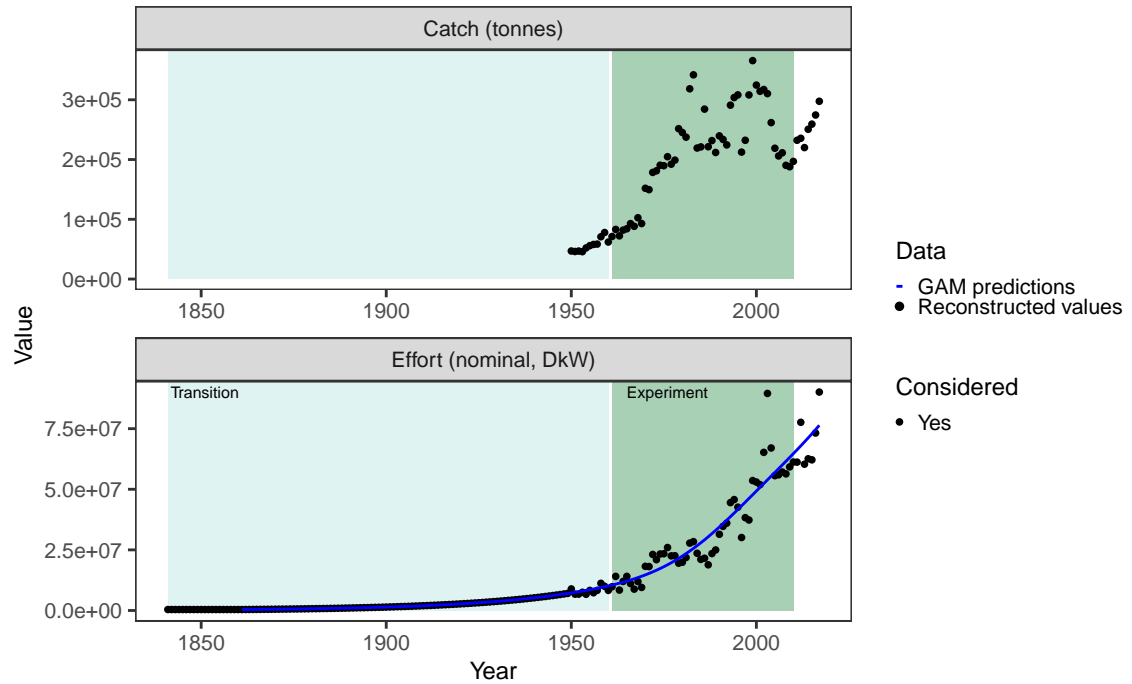 Catch (tonnes)
3e+05
2e+05
1e+05
0e+00
1850 1900 1950 2000
Value
Effort (nominal, DkW)
Transition Experiment
7.5e+07
5.0e+07
2.5e+07
0.0e+00
1850 1900 1950 2000
Year
Data
GAM predictions
Reconstructed values
Considered
Yes